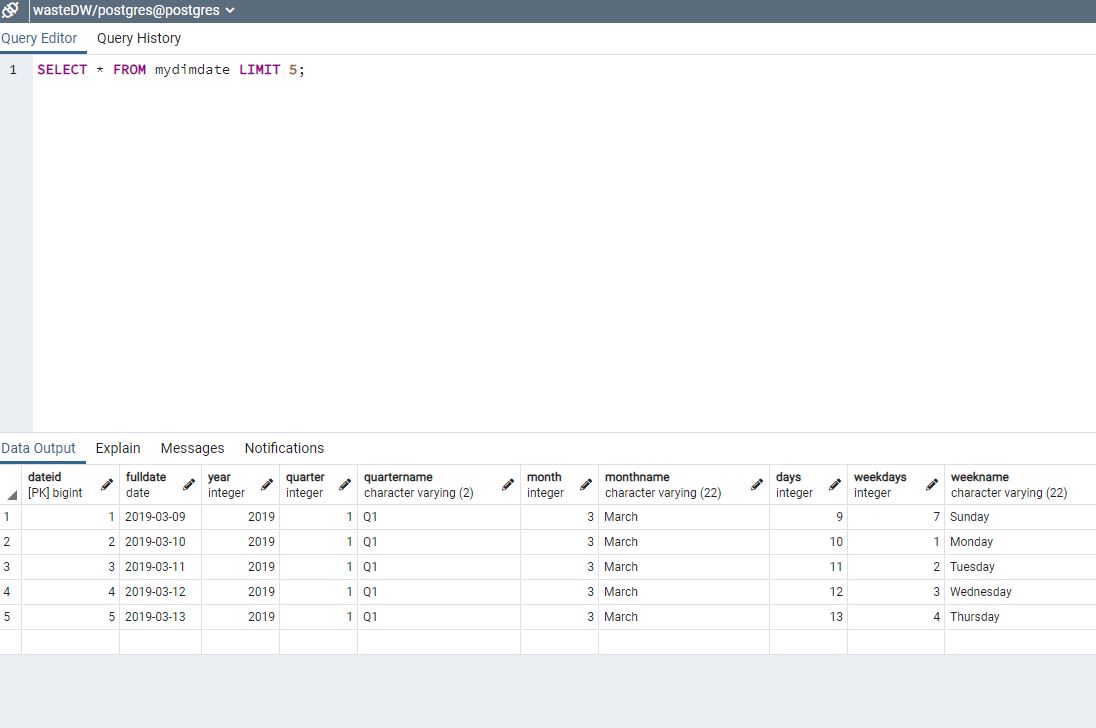 wasteDW/postgres@postgres
Query Editor Query History
1 SELECT * FROM mydimdate LIMIT 5;
Data Output Explain Messages Notifications
dateid fulldate year quarter quartername month monthname days weekdays weekname
[PK] bigint date integer integer character varying (2) integer character varying (22) integer integer character varying (22)
1 1 2019-03-09 2019 1 Q1 3 March 9 7 Sunday
2 2 2019-03-10 2019 1 Q1 3 March 10 1 Monday
3 3 2019-03-11 2019 1 Q1 3 March 11 2 Tuesday
4 4 2019-03-12 2019 1 Q1 3 March 12 3 Wednesday
5 5 2019-03-13 2019 1 Q1 3 March 13 4 Thursday